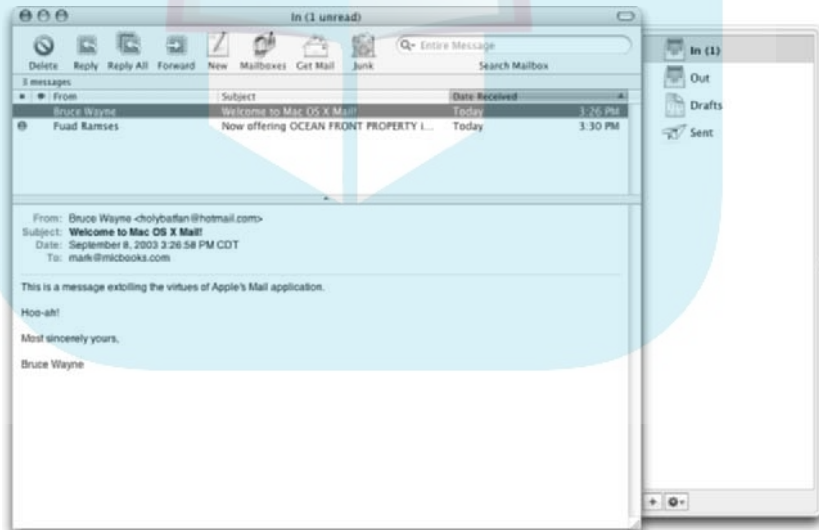 In (1 unread)
Delete Reply Reply All Forward New Mailboxes Get Mail Junk Search Mailbox
Q- Entire Message
From Subject Date Received
Bruce Wayne Welcome to Mac OS X Mail! Today 3:26 PM
Fuad Ramses Now offering OCEAN FRONT PROPERTY i... Today 3:30 PM
From: Bruce Wayne <holybatfan@hotmail.com>
Subject: Welcome to Mac OS X Mail!
Date: September 8, 2003 3:26:58 PM CDT
To: mark@micbooks.com
This is a message extolling the virtues of Apple's Mail application.
Hoo-ah!
Most sincerely yours,
Bruce Wayne
In (1)
Out
Drafts
Sent